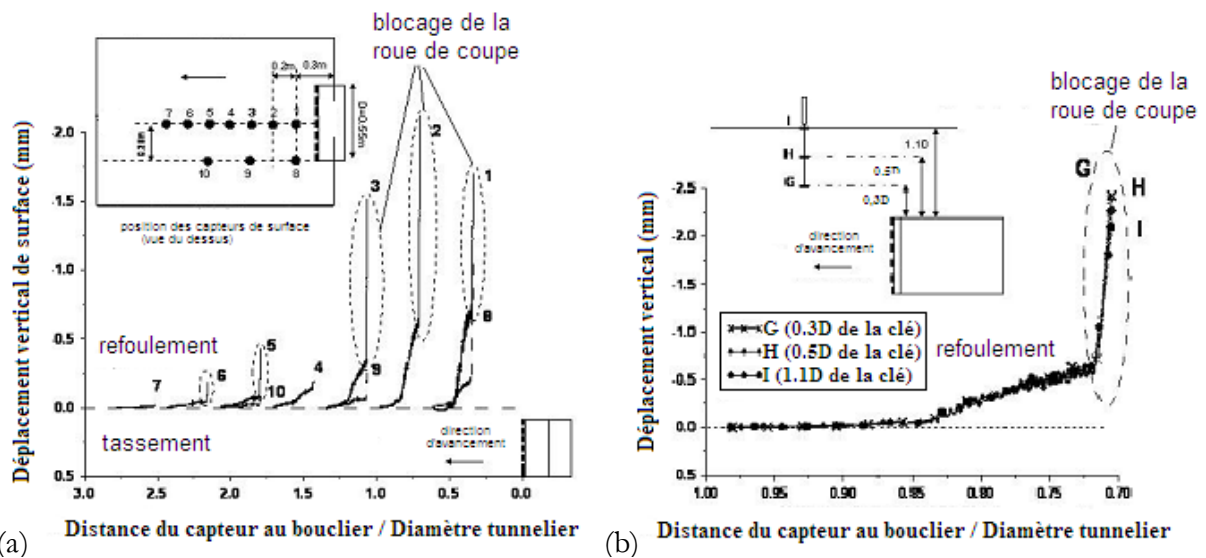 (a)
blocage de la
roue de coupe
0.2m 0.3m
7 6 5 4 3 2 1
D=0.55m
10 9 8
position des capteurs de surface
(vue du dessus)
Déplacement vertical de surface (mm)
-2.0
-1.5
-1.0
-0.5
0.0
0.5
2
1
3
8
9
4
5
6
10
7
refoulement
tassement
direction
d'avancement
3.0 2.5 2.0 1.5 1.0 0.5 0.0
Distance du capteur au bouclier / Diamètre tunnelier
(b)
blocage de la
roue de coupe
I
H
G
1.1D
0.5D
0,3D
direction
d'avancement
Déplacement vertical (mm)
-2.5
-2.0
-1.5
-1.0
-0.5
0.0
0.5
G
H
I
G (0.3D de la clé)
H (0.5D de la clé)
I (1.1D de la clé)
refoulement
1.00 0.95 0.90 0.85 0.80 0.75 0.70
Distance du capteur au bouclier / Diamètre tunnelier